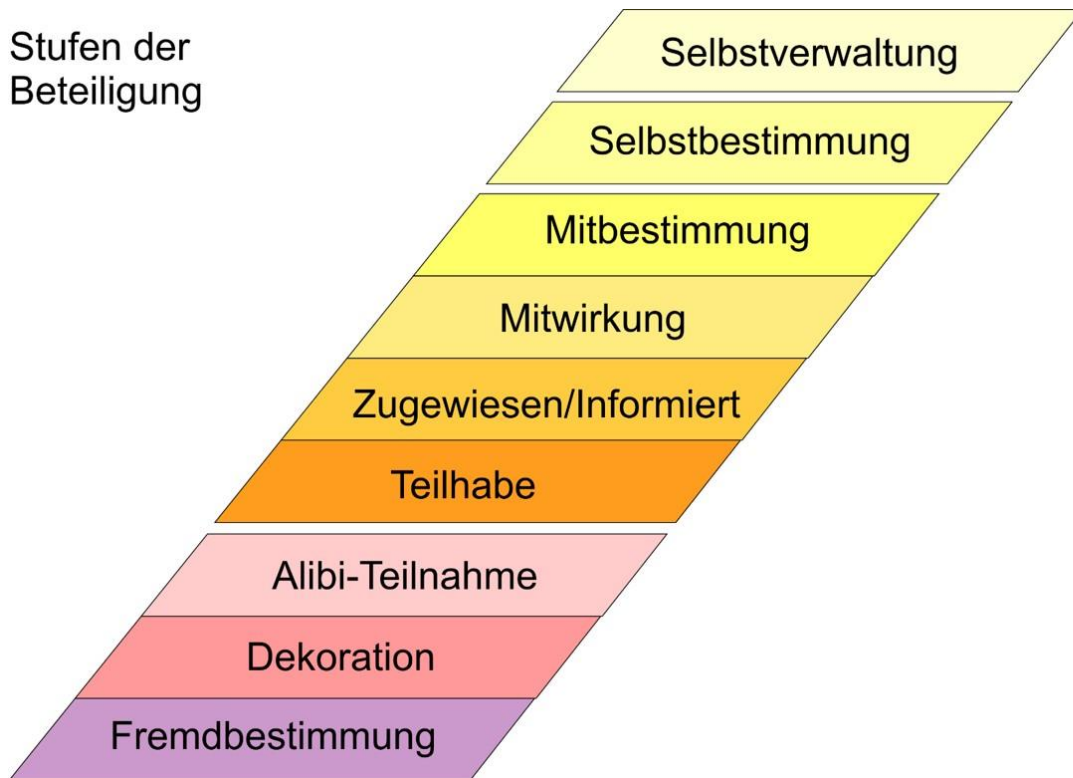 Stufen der
Beteiligung
Selbstverwaltung
Selbstbestimmung
Mitbestimmung
Mitwirkung
Zugewiesen/Informiert
Teilhabe
Alibi-Teilnahme
Dekoration
Fremdbestimmung